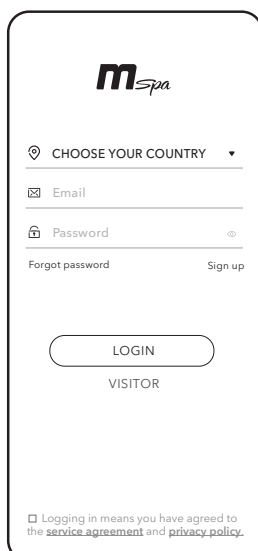 mspa
CHOOSE YOUR COUNTRY
Email
Password
Forgot password Sign up
LOGIN
VISITOR
Logging in means you have agreed to
the service agreement and privacy policy.